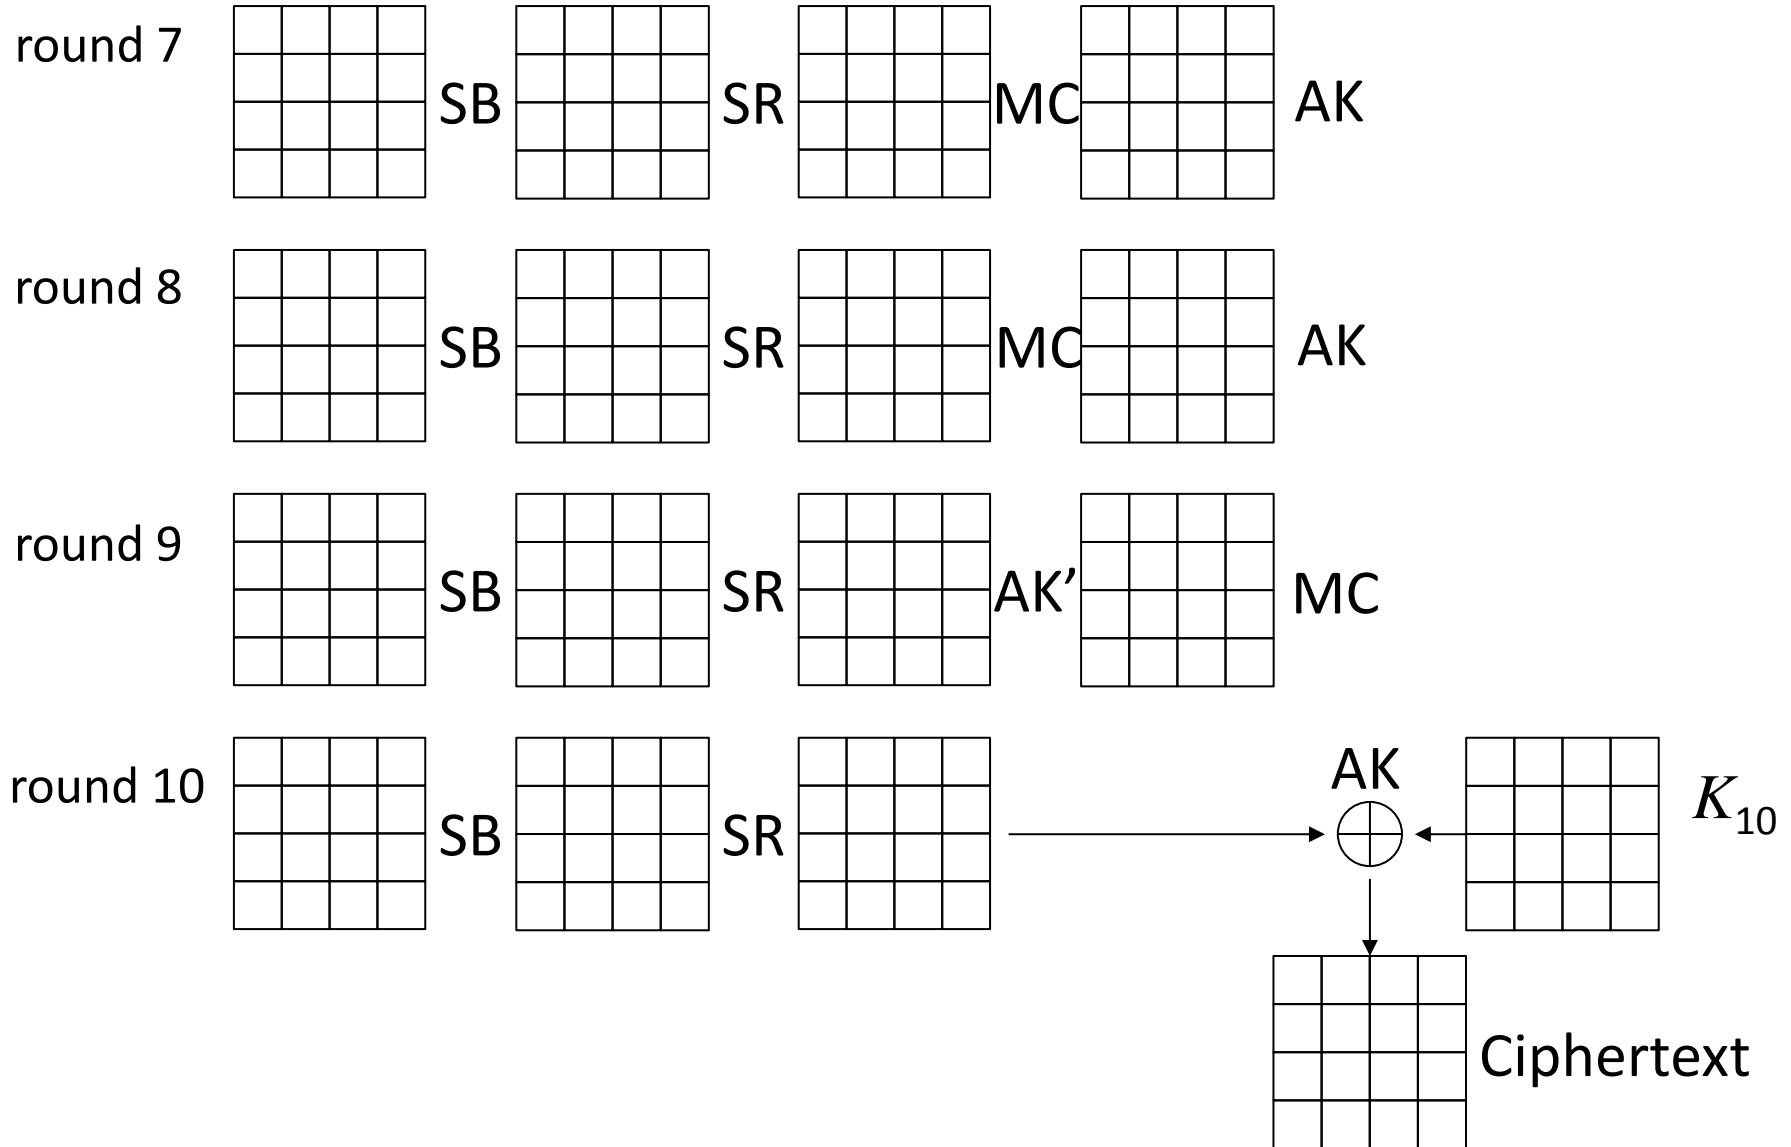 round 7
SB SR MC AK
round 8
SB SR MC AK
round 9
SB SR AK’ MC
round 10
AK
K10
SB SR
Ciphertext